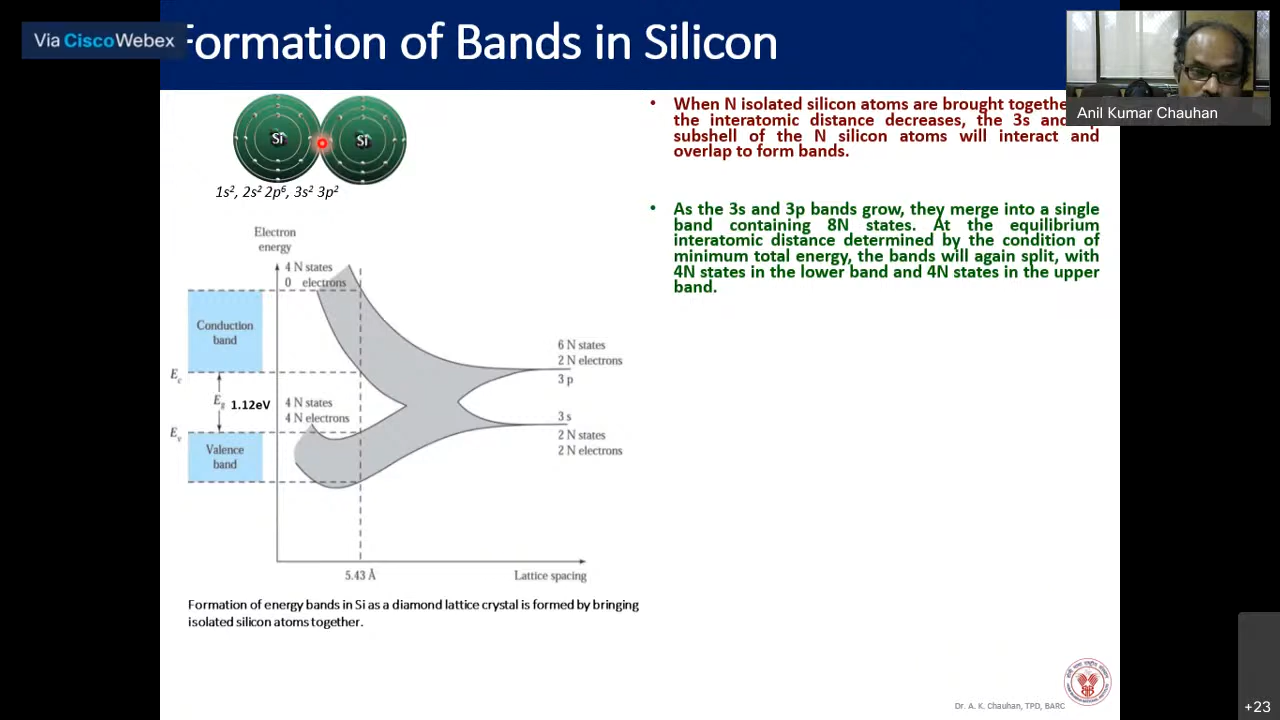 Via Cisco Webex
Formation of Bands in Silicon
Anil Kumar Chauhan
Si
Si
1s², 2s² 2p⁶, 3s² 3p²
• When N isolated silicon atoms are brought
the interatomic distance decreases, the 3s and
subshell of the N silicon atoms will interact and
overlap to form bands.
• As the 3s and 3p bands grow, they merge into a single
band containing 8N states. At the equilibrium
interatomic distance determined by the condition of
minimum total energy, the bands will again split, with
4N states in the lower band and 4N states in the upper
band.
Electron
energy
4 N states
0 electrons
Conduction
band
6 N states
2 N electrons
3 p
E_c
E_g 1.12eV
4 N states
4 N electrons
3 s
E_v
2 N states
2 N electrons
Valence
band
5.43 Å
Lattice spacing
Formation of energy bands in Si as a diamond lattice crystal is formed by bringing
isolated silicon atoms together.
Dr. A. K. Chauhan, TPD, BARC
+23